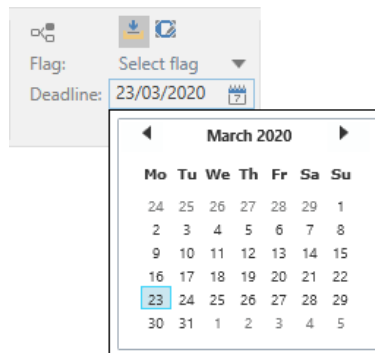 Flag: Select flag
Deadline: 23/03/2020 7
March 2020
Mo Tu We Th Fr Sa Su
24 25 26 27 28 29 1
2 3 4 5 6 7 8
9 10 11 12 13 14 15
16 17 18 19 20 21 22
23 24 25 26 27 28 29
30 31 1 2 3 4 5